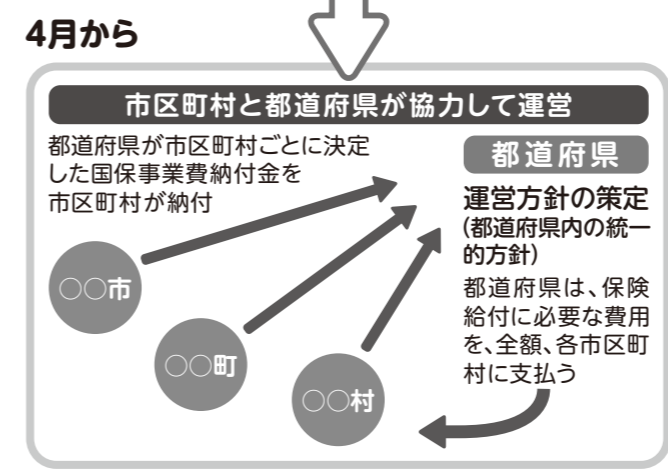 4月から
市区町村と都道府県が協力して運営
都道府県が市区町村ごとに決定
した国保事業費納付金を
市区町村が納付
都道府県
運営方針の策定
(都道府県内の統一
的方針)
都道府県は、保険
給付に必要な費用
を、全額、各市区町
村に支払う
○○市
○○町
○○村